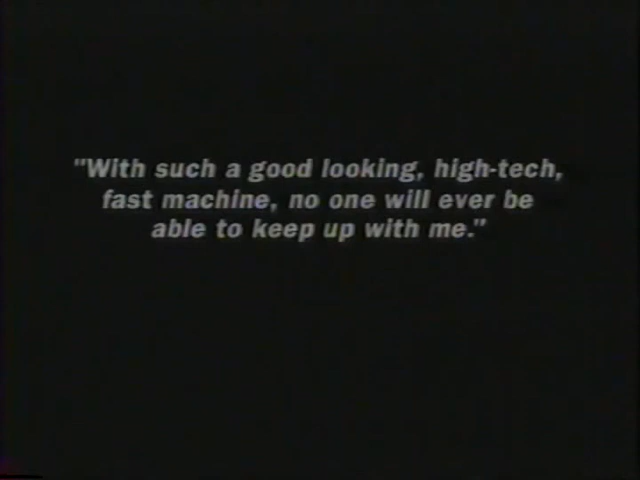 "With such a good looking, high-tech,
fast machine, no one will ever be
able to keep up with me."